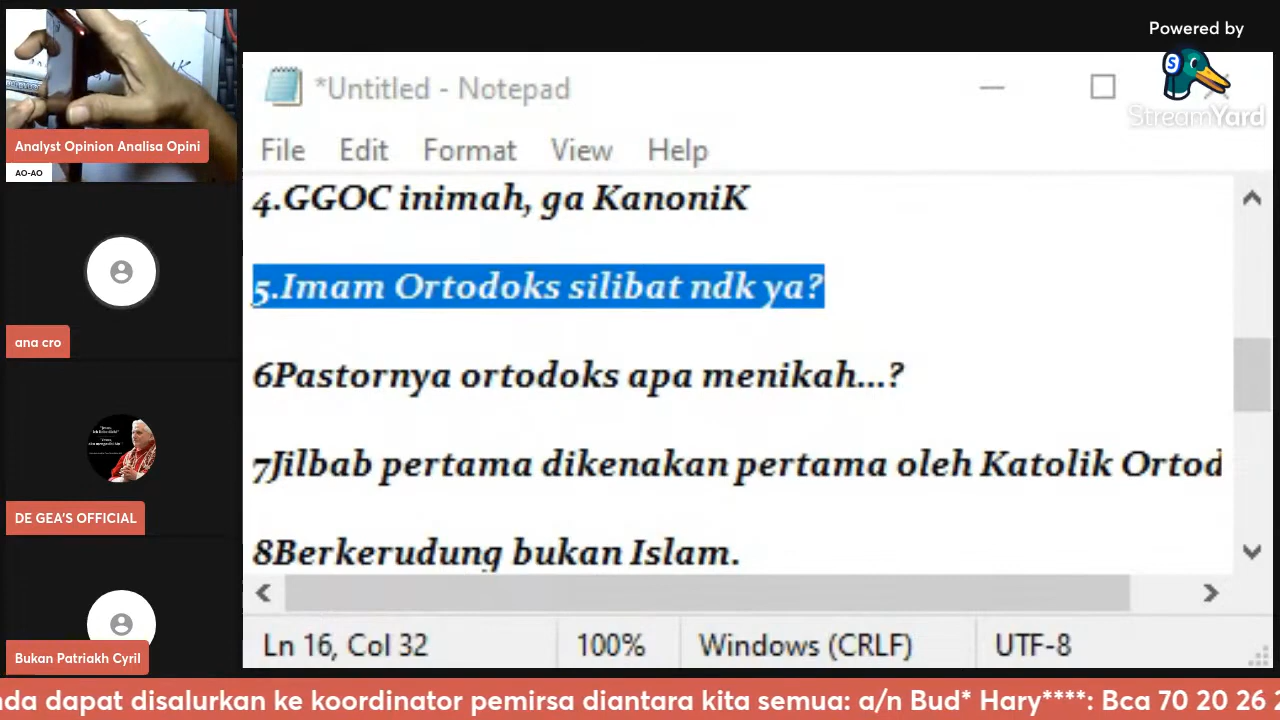 Powered by
StreamYard
Analyst Opinion Analisa Opini
AO-AO
ana cro
DE GEA'S OFFICIAL
Bukan Patriakh Cyril
*Untitled - Notepad
File Edit Format View Help
4.GGOC inimah, ga KanoniK
5.Imam Ortodoks silibat ndk ya?
6Pastornya ortodoks apa menikah...?
7Jilbab pertama dikenakan pertama oleh Katolik Ortod
8Berkerudung bukan Islam.
Ln 16, Col 32 100% Windows (CRLF) UTF-8
nda dapat disalurkan ke koordinator pemirsa diantara kita semua: a/n Bud* Hary****: Bca 70 20 26